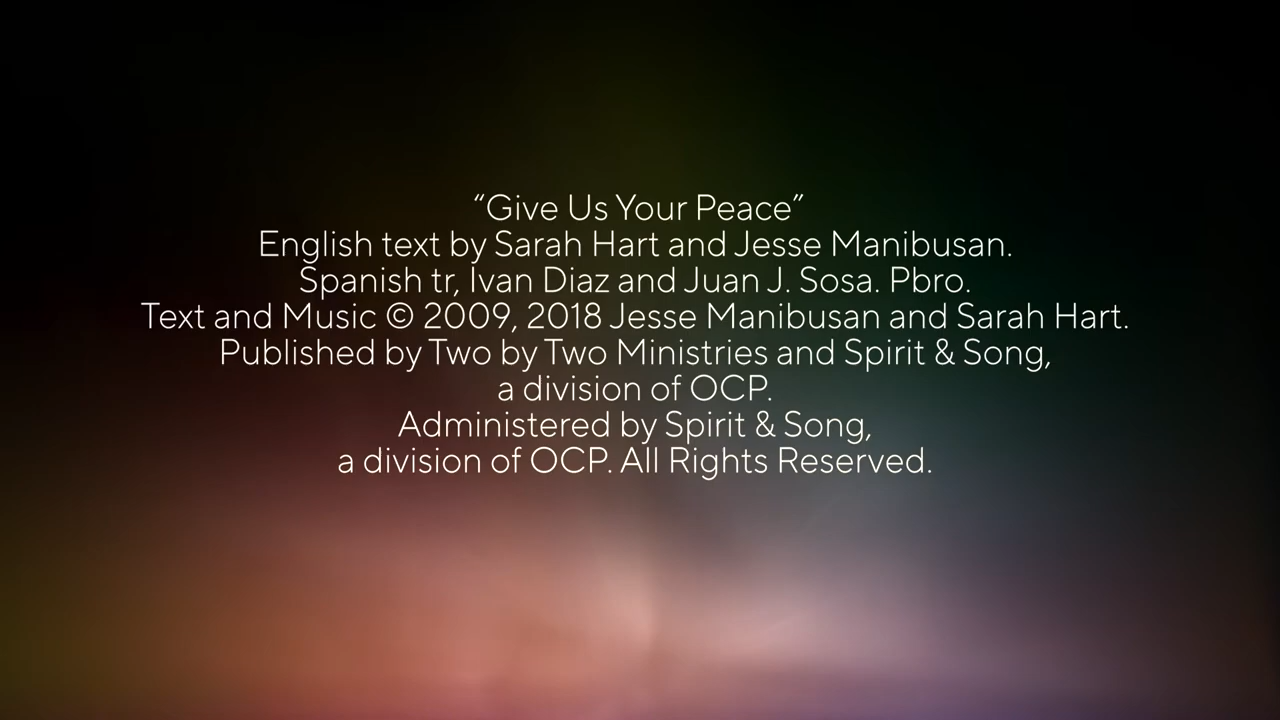 “Give Us Your Peace”
English text by Sarah Hart and Jesse Manibusan.
Spanish tr, Ivan Diaz and Juan J. Sosa. Pbro.
Text and Music © 2009, 2018 Jesse Manibusan and Sarah Hart.
Published by Two by Two Ministries and Spirit & Song,
a division of OCP.
Administered by Spirit & Song,
a division of OCP. All Rights Reserved.